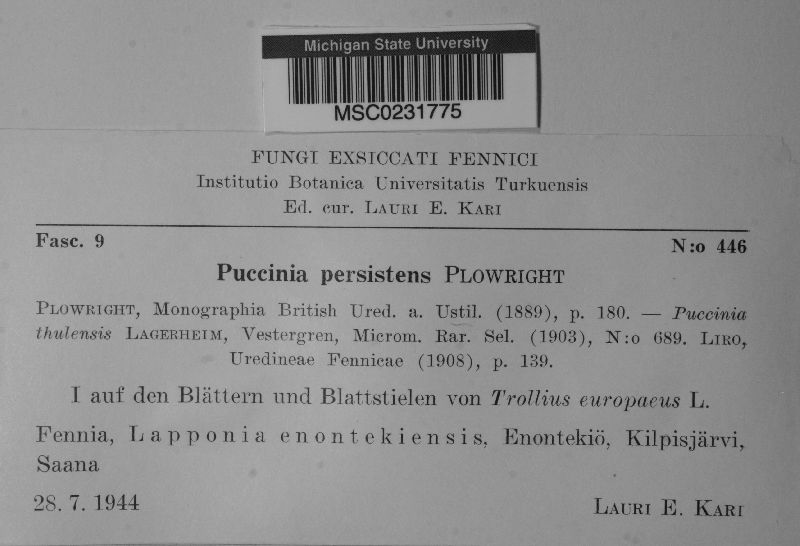 Michigan State University
MSC0231775
FUNGI EXSICCATI FENNICI
Institutio Botanica Universitatis Turkuensis
Ed. cur. LAURI E. KARI
Fasc. 9 N:o 446
Puccinia persistens PLOWRIGHT
PLOWRIGHT, Monographia British Ured. a. Ustil. (1889), p. 180. — Puccinia
thulensis LAGERHEIM, Vestergren, Microm. Rar. Sel. (1903), N:o 689. LIRO,
Uredineae Fennicae (1908), p. 139.
I auf den Blättern und Blattstielen von Trollius europaeus L.
Fennia, Lapponia enontekiensis, Enontekiö, Kilpisjärvi,
Saana
28. 7. 1944 LAURI E. KARI